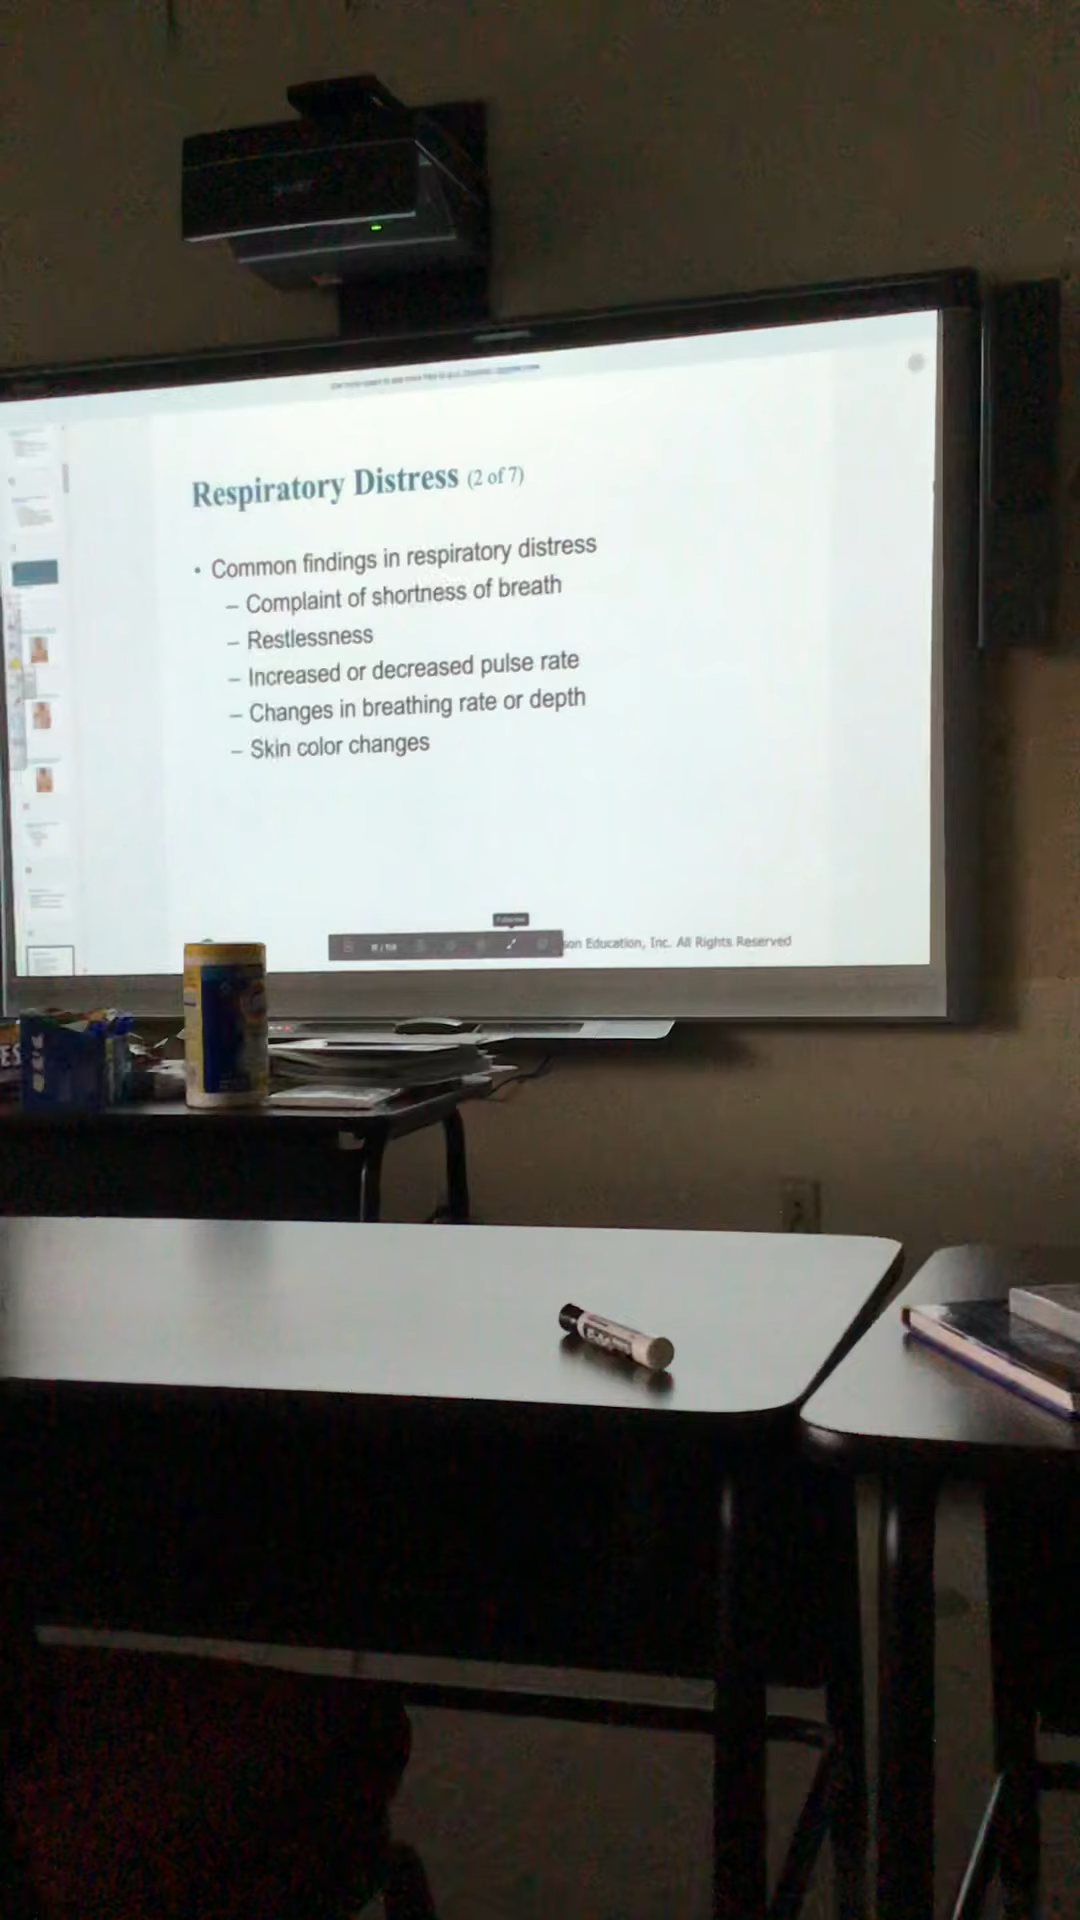 Respiratory Distress (2 of 7)
• Common findings in respiratory distress
– Complaint of shortness of breath
– Restlessness
– Increased or decreased pulse rate
– Changes in breathing rate or depth
– Skin color changes
son Education, Inc. All Rights Reserved